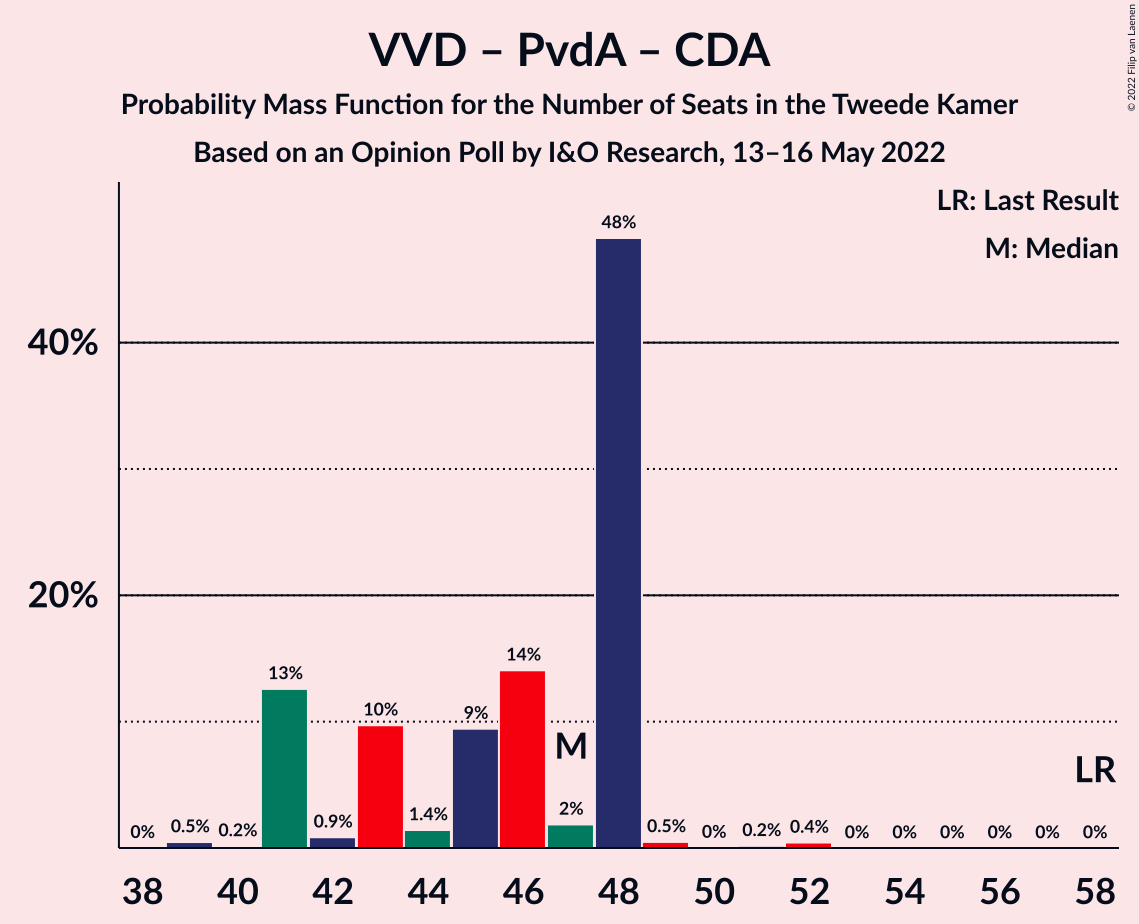 VVD – PvdA – CDA
Probability Mass Function for the Number of Seats in the Tweede Kamer
Based on an Opinion Poll by I&O Research, 13–16 May 2022
© 2022 Filip van Laenen
LR: Last Result
M: Median
48%
40%
20%
14%
13%
10%
9%
M
LR
2%
1.4%
0.9%
0% 0.5% 0.2% 0.5% 0% 0.2% 0.4% 0% 0% 0% 0% 0% 0%
38 40 42 44 46 48 50 52 54 56 58